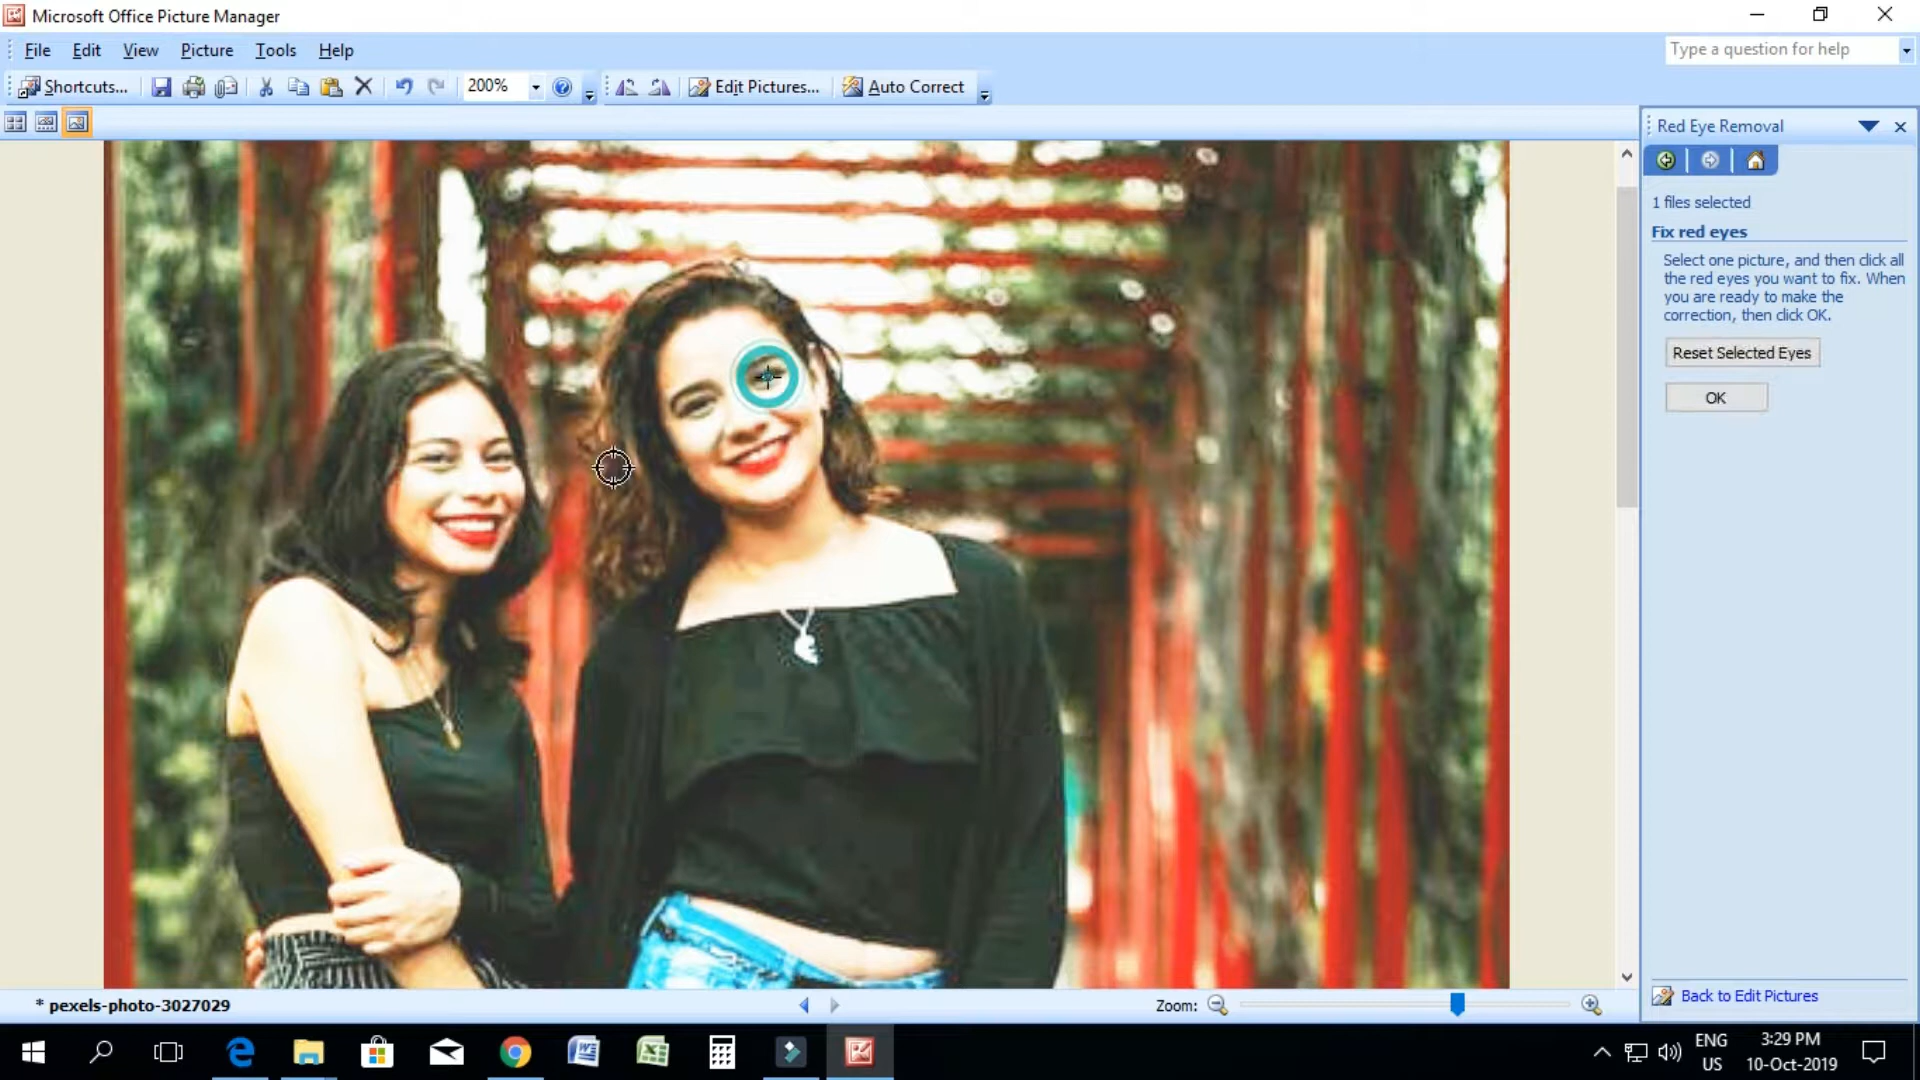 Microsoft Office Picture Manager
File Edit View Picture Tools Help
Type a question for help
Shortcuts... 200% Edit Pictures... Auto Correct
Red Eye Removal
1 files selected
Fix red eyes
Select one picture, and then click all
the red eyes you want to fix. When
you are ready to make the
correction, then click OK.
Reset Selected Eyes
OK
Back to Edit Pictures
* pexels-photo-3027029
Zoom:
ENG
US
3:29 PM
10-Oct-2019